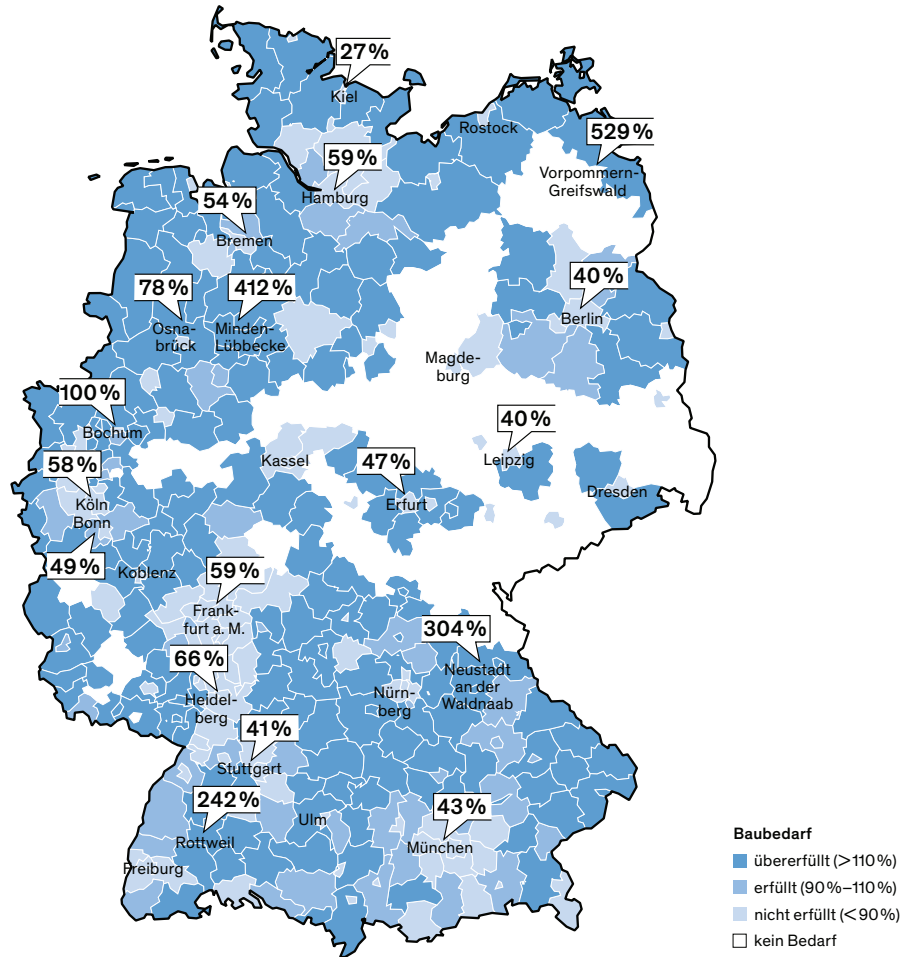 27 %
Kiel
Rostock
529 %
Vorpommern-
Greifswald
59 %
Hamburg
54 %
Bremen
40 %
Berlin
78 %
Osna-
brück
412 %
Minden-
Lübbecke
Magde-
burg
100 %
Bochum
40 %
Leipzig
Kassel
47 %
Erfurt
58 %
Köln
Bonn
49 %
Dresden
Koblenz
59 %
Frank-
furt a. M.
304 %
Neustadt
an der
Waldnaab
66 %
Heidel-
berg
Nürn-
berg
41 %
Stuttgart
242 %
Rottweil
Ulm
43 %
München
Freiburg
Baubedarf
übererfüllt (>110 %)
erfüllt (90 %–110 %)
nicht erfüllt (<90 %)
kein Bedarf